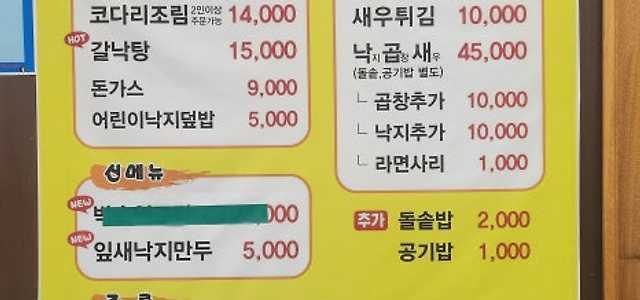 코다리조림 2인이상 주문가능 14,000
HOT
갈낙탕 15,000
돈가스 9,000
어린이낙지덮밥 5,000
신메뉴
NEW
000
NEW
잎새낙지만두 5,000
새우튀김 10,000
낙지곱창새우 45,000
(돌솥,공기밥 별도)
└ 곱창추가 10,000
└ 낙지추가 10,000
└ 라면사리 1,000
추가 돌솥밥 2,000
공기밥 1,000